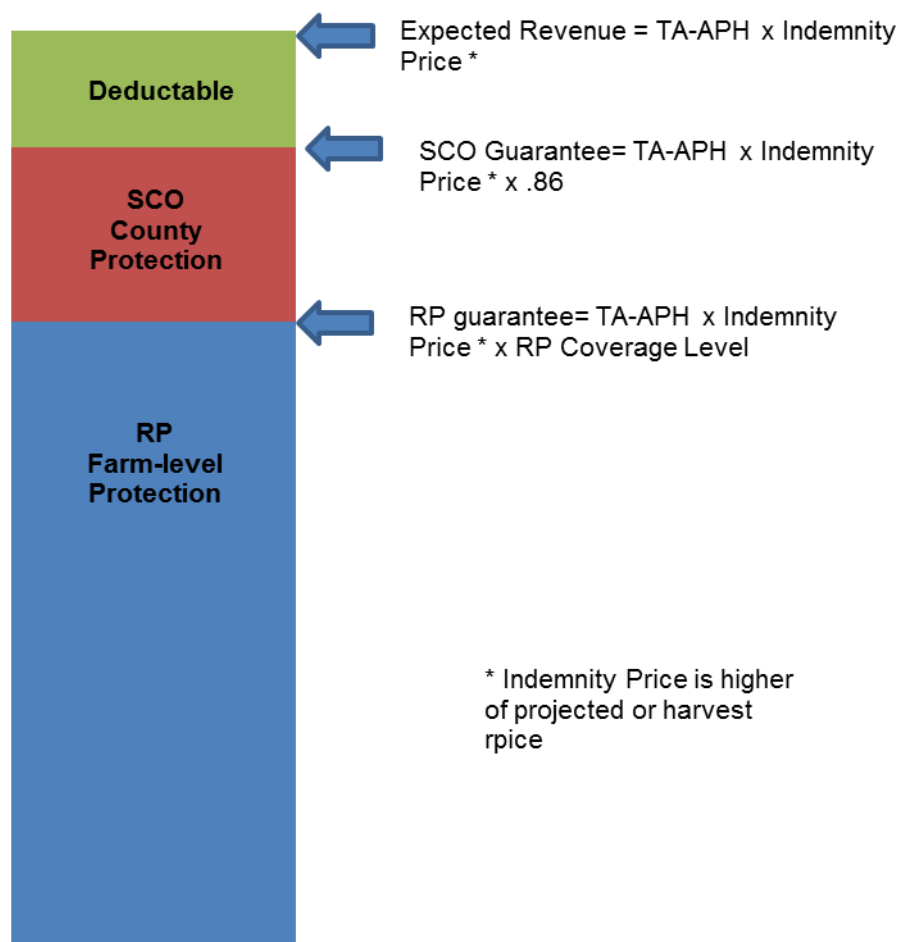 Expected Revenue = TA-APH x Indemnity
Price *
Deductable
SCO Guarantee= TA-APH x Indemnity
Price * x .86
SCO
County
Protection
RP guarantee= TA-APH x Indemnity
Price * x RP Coverage Level
RP
Farm-level
Protection
* Indemnity Price is higher
of projected or harvest
rpice